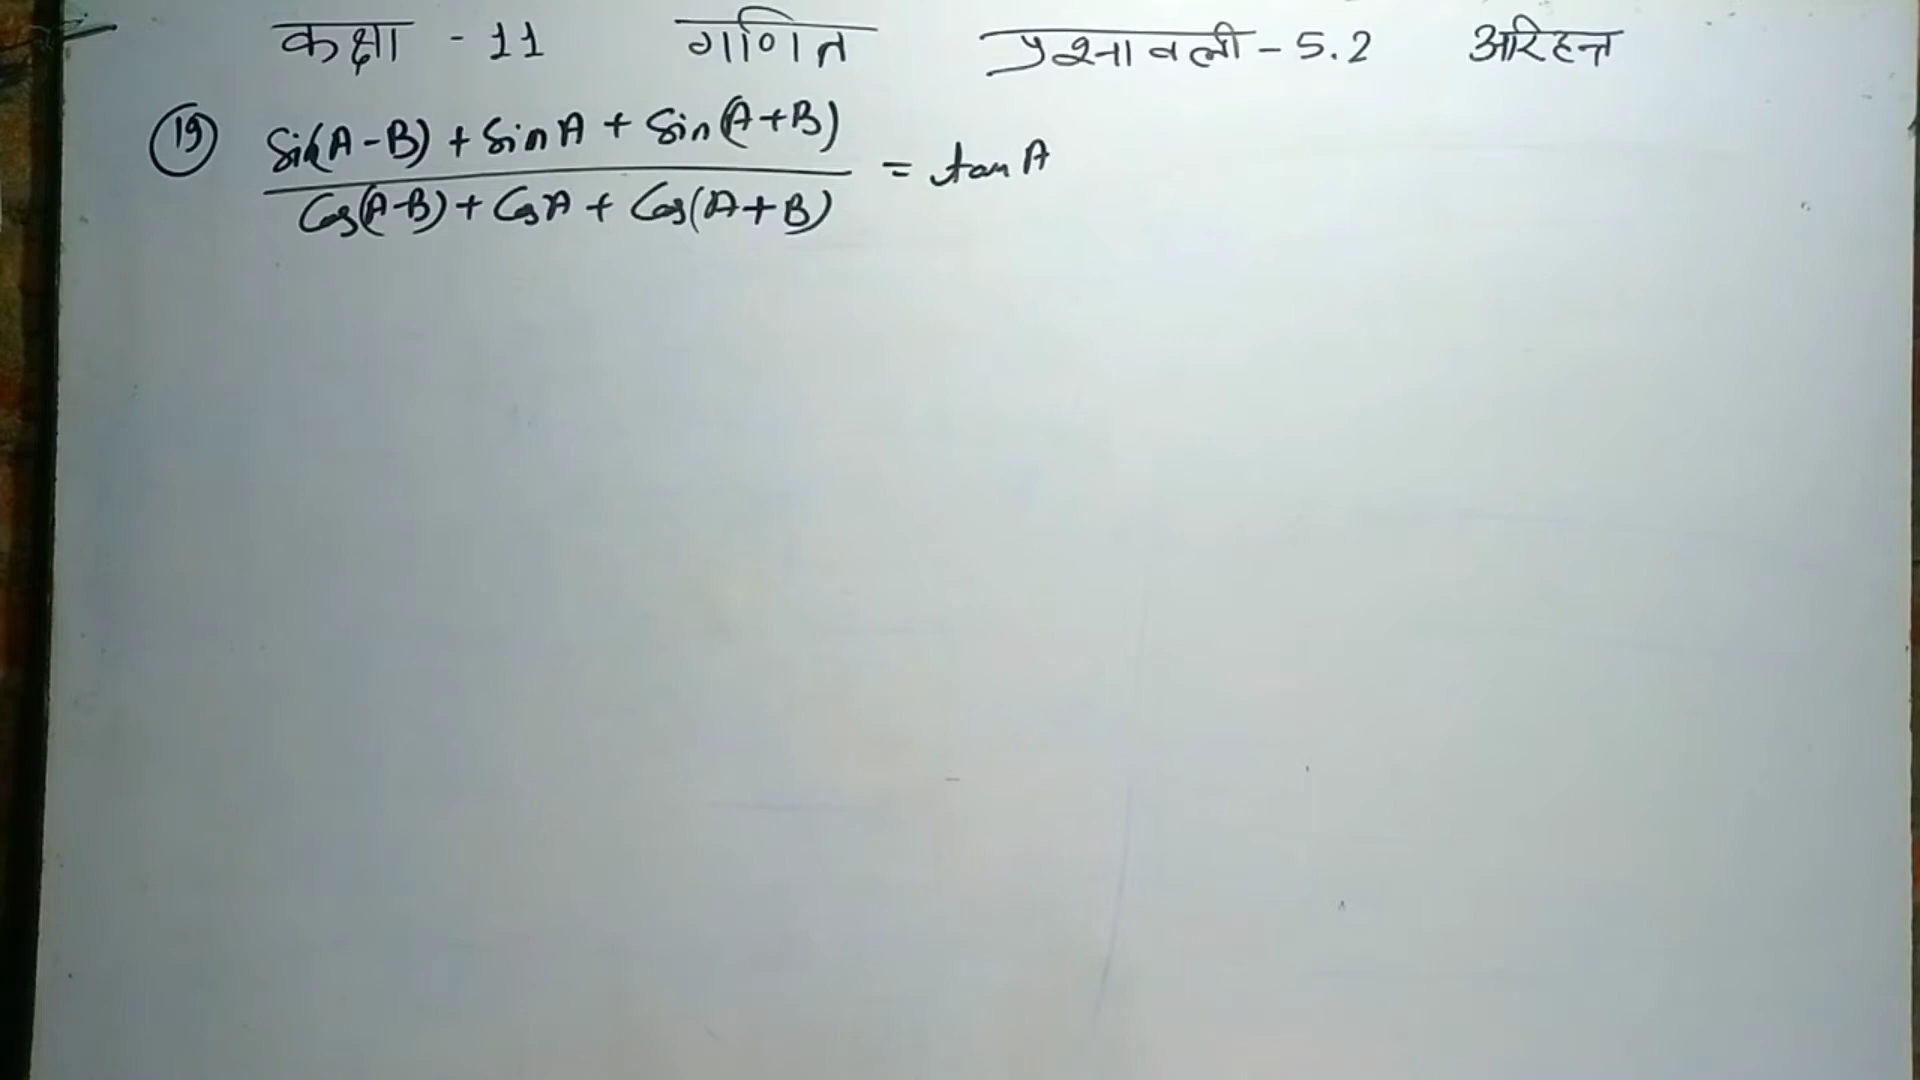 कक्षा - 11 गणित प्रश्नावली - 5.2 अरिहन्त
19 Sin(A-B) + Sin A + Sin(A+B)
Cos(A-B) + Cos A + Cos(A+B)
= tan A